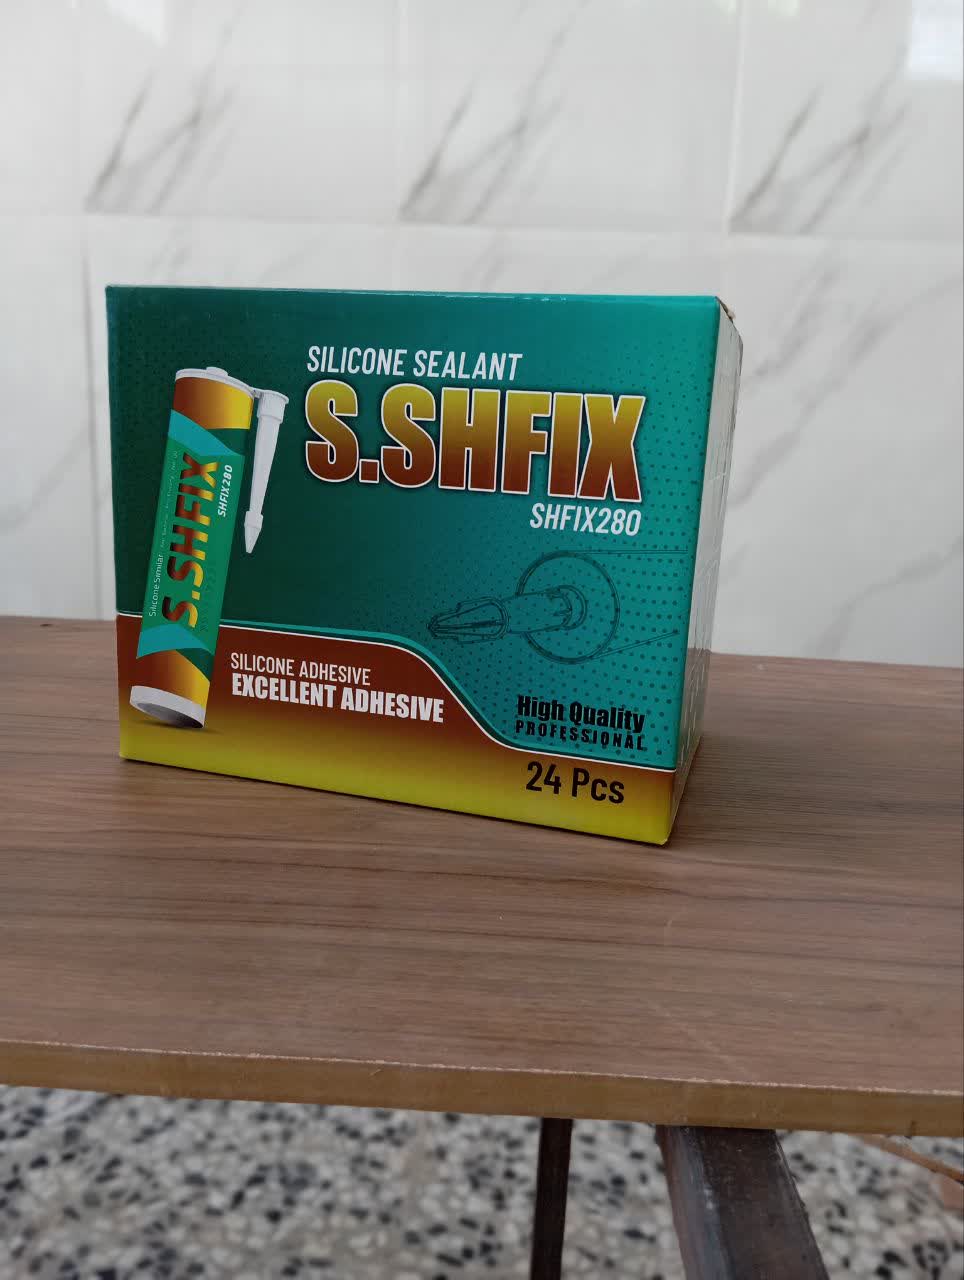 SILICONE SEALANT
S.SHFIX
SHFIX280
Silicone Similar
S.SHFIX
SHFIX280
SILICONE ADHESIVE
EXCELLENT ADHESIVE
High Quality
PROFESSIONAL
24 Pcs